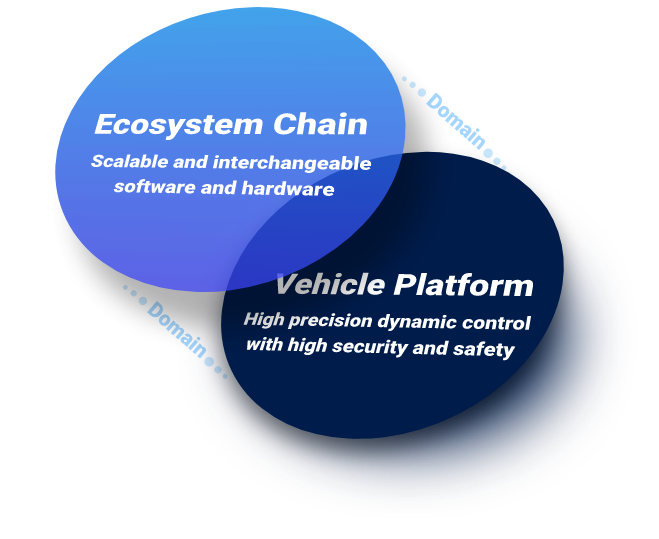 Ecosystem Chain
Scalable and interchangeable
software and hardware
Domain
Vehicle Platform
High precision dynamic control
with high security and safety
Domain